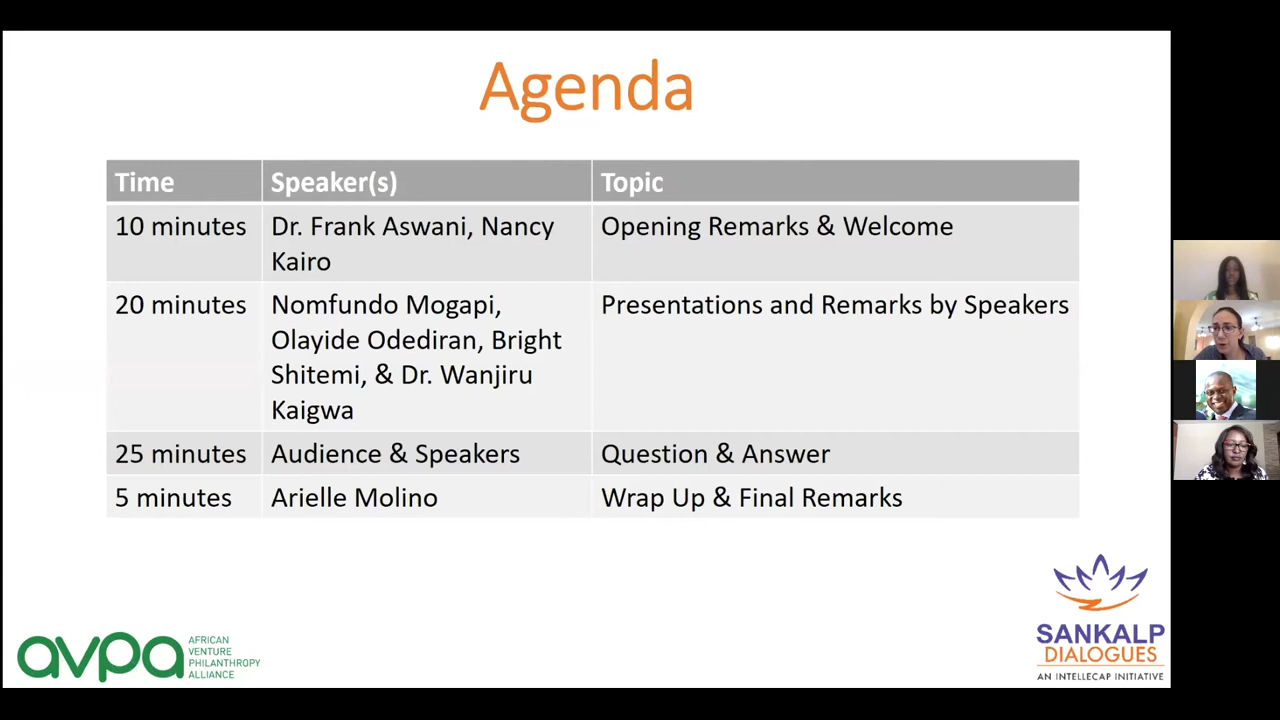 Agenda
Time Speaker(s) Topic
10 minutes Dr. Frank Aswani, Nancy Opening Remarks & Welcome
Kairo
20 minutes Nomfundo Mogapi, Presentations and Remarks by Speakers
Olayide Odediran, Bright
Shitemi, & Dr. Wanjiru
Kaigwa
25 minutes Audience & Speakers Question & Answer
5 minutes Arielle Molino Wrap Up & Final Remarks
avpa
AFRICAN
VENTURE
PHILANTHROPY
ALLIANCE
SANKALP
DIALOGUES
AN INTELLECAP INITIATIVE